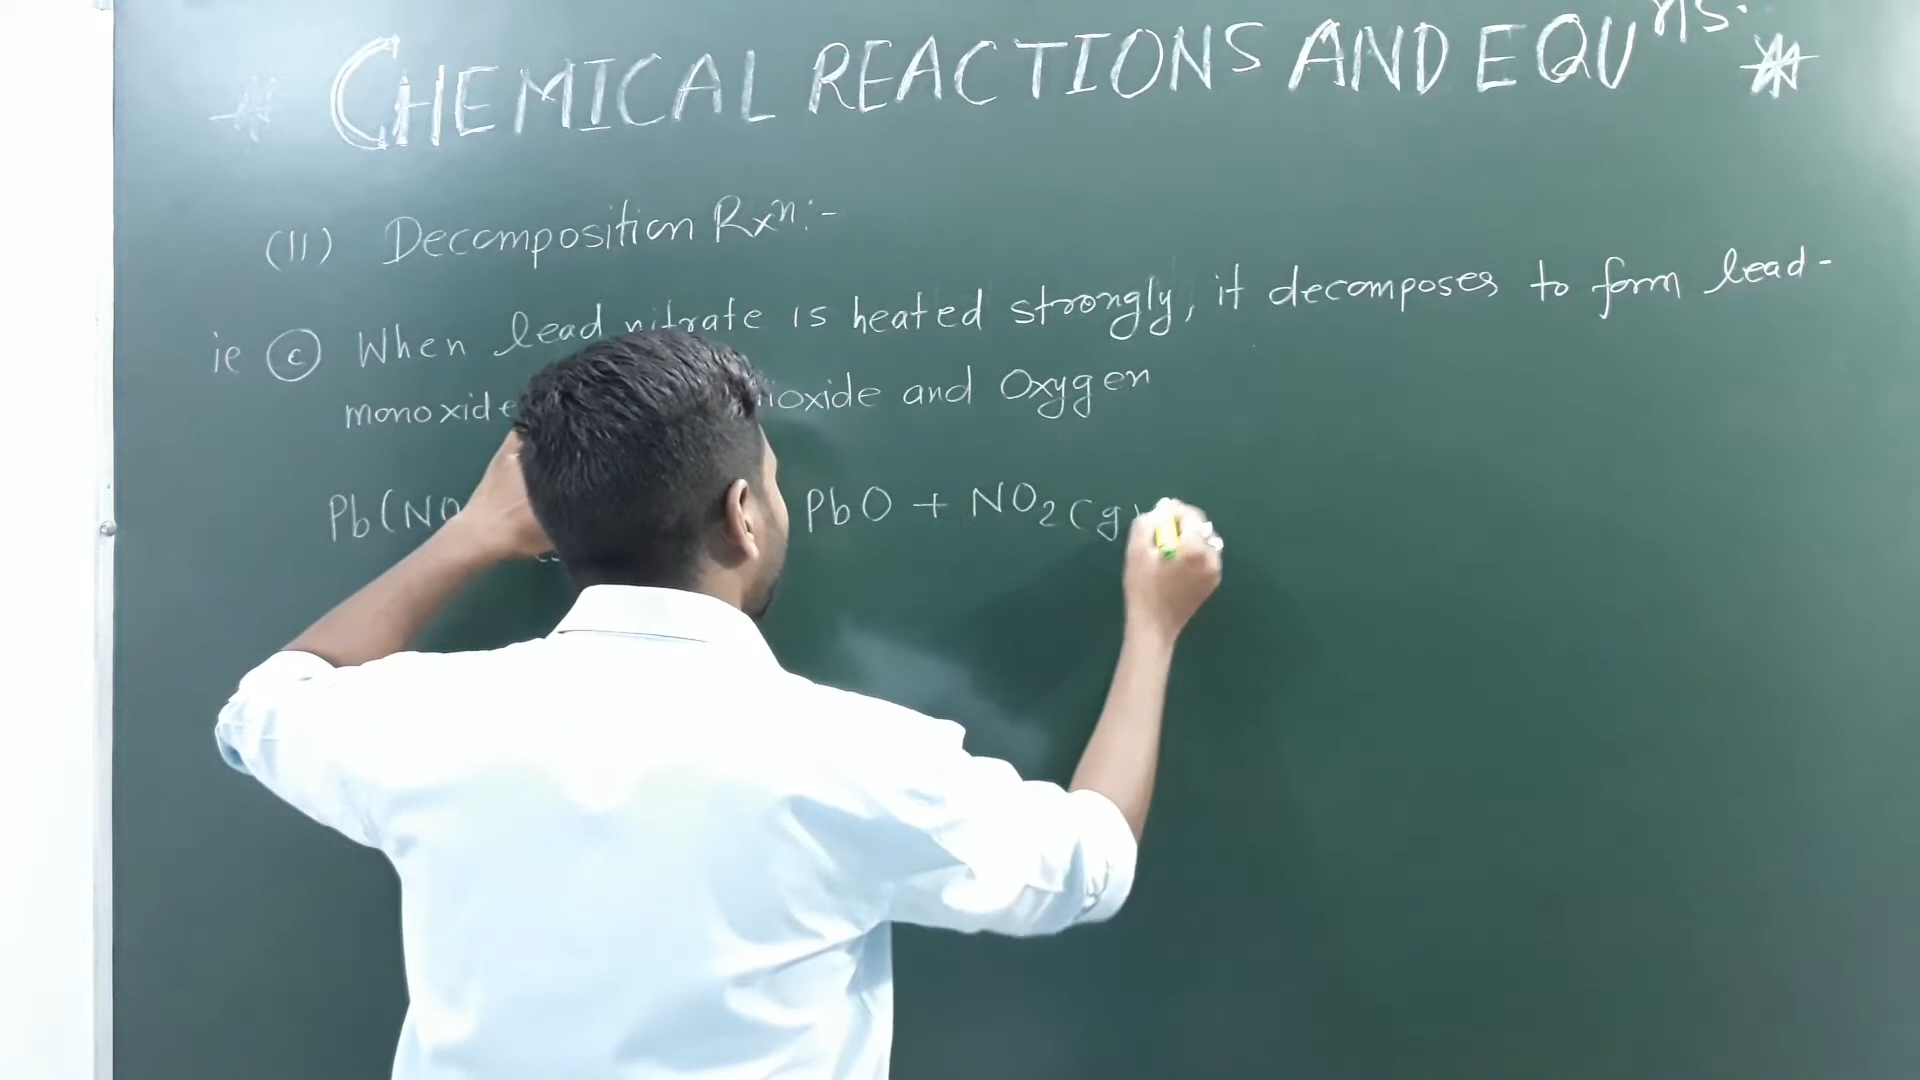 * CHEMICAL REACTIONS AND EQUⁿS. *
(II) Decomposition Rxⁿ:-
ie (c) When lead nitrate is heated strongly, it decomposes to form lead-
monoxide and Oxygen
Pb(NO PbO + NO₂(g)